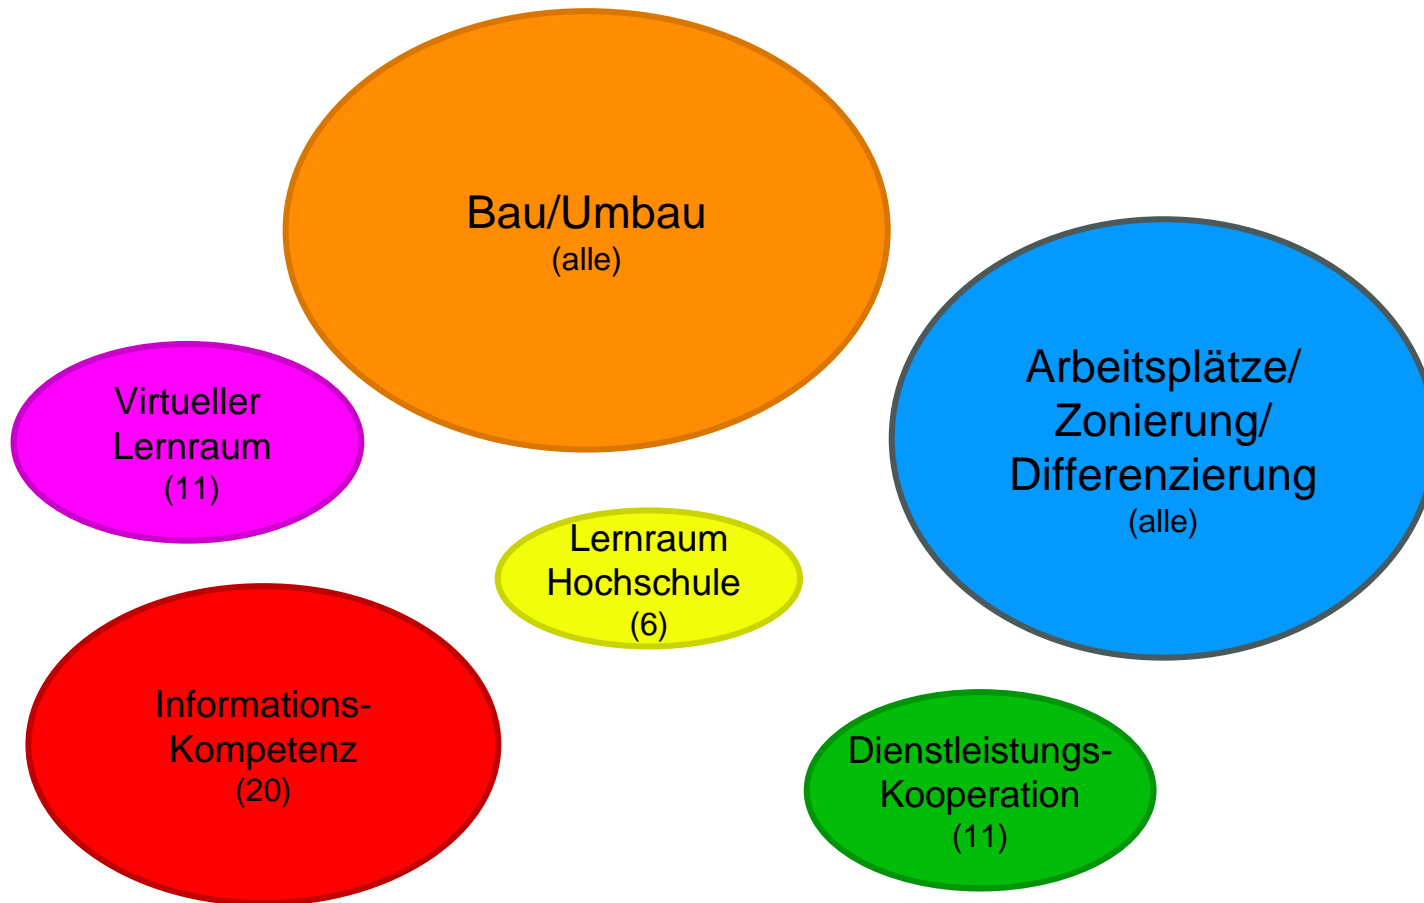 Bau/Umbau
(alle)
Arbeitsplätze/
Zonierung/
Differenzierung
(alle)
Virtueller
Lernraum
(11)
Lernraum
Hochschule
(6)
Informations-
Kompetenz
(20)
Dienstleistungs-
Kooperation
(11)